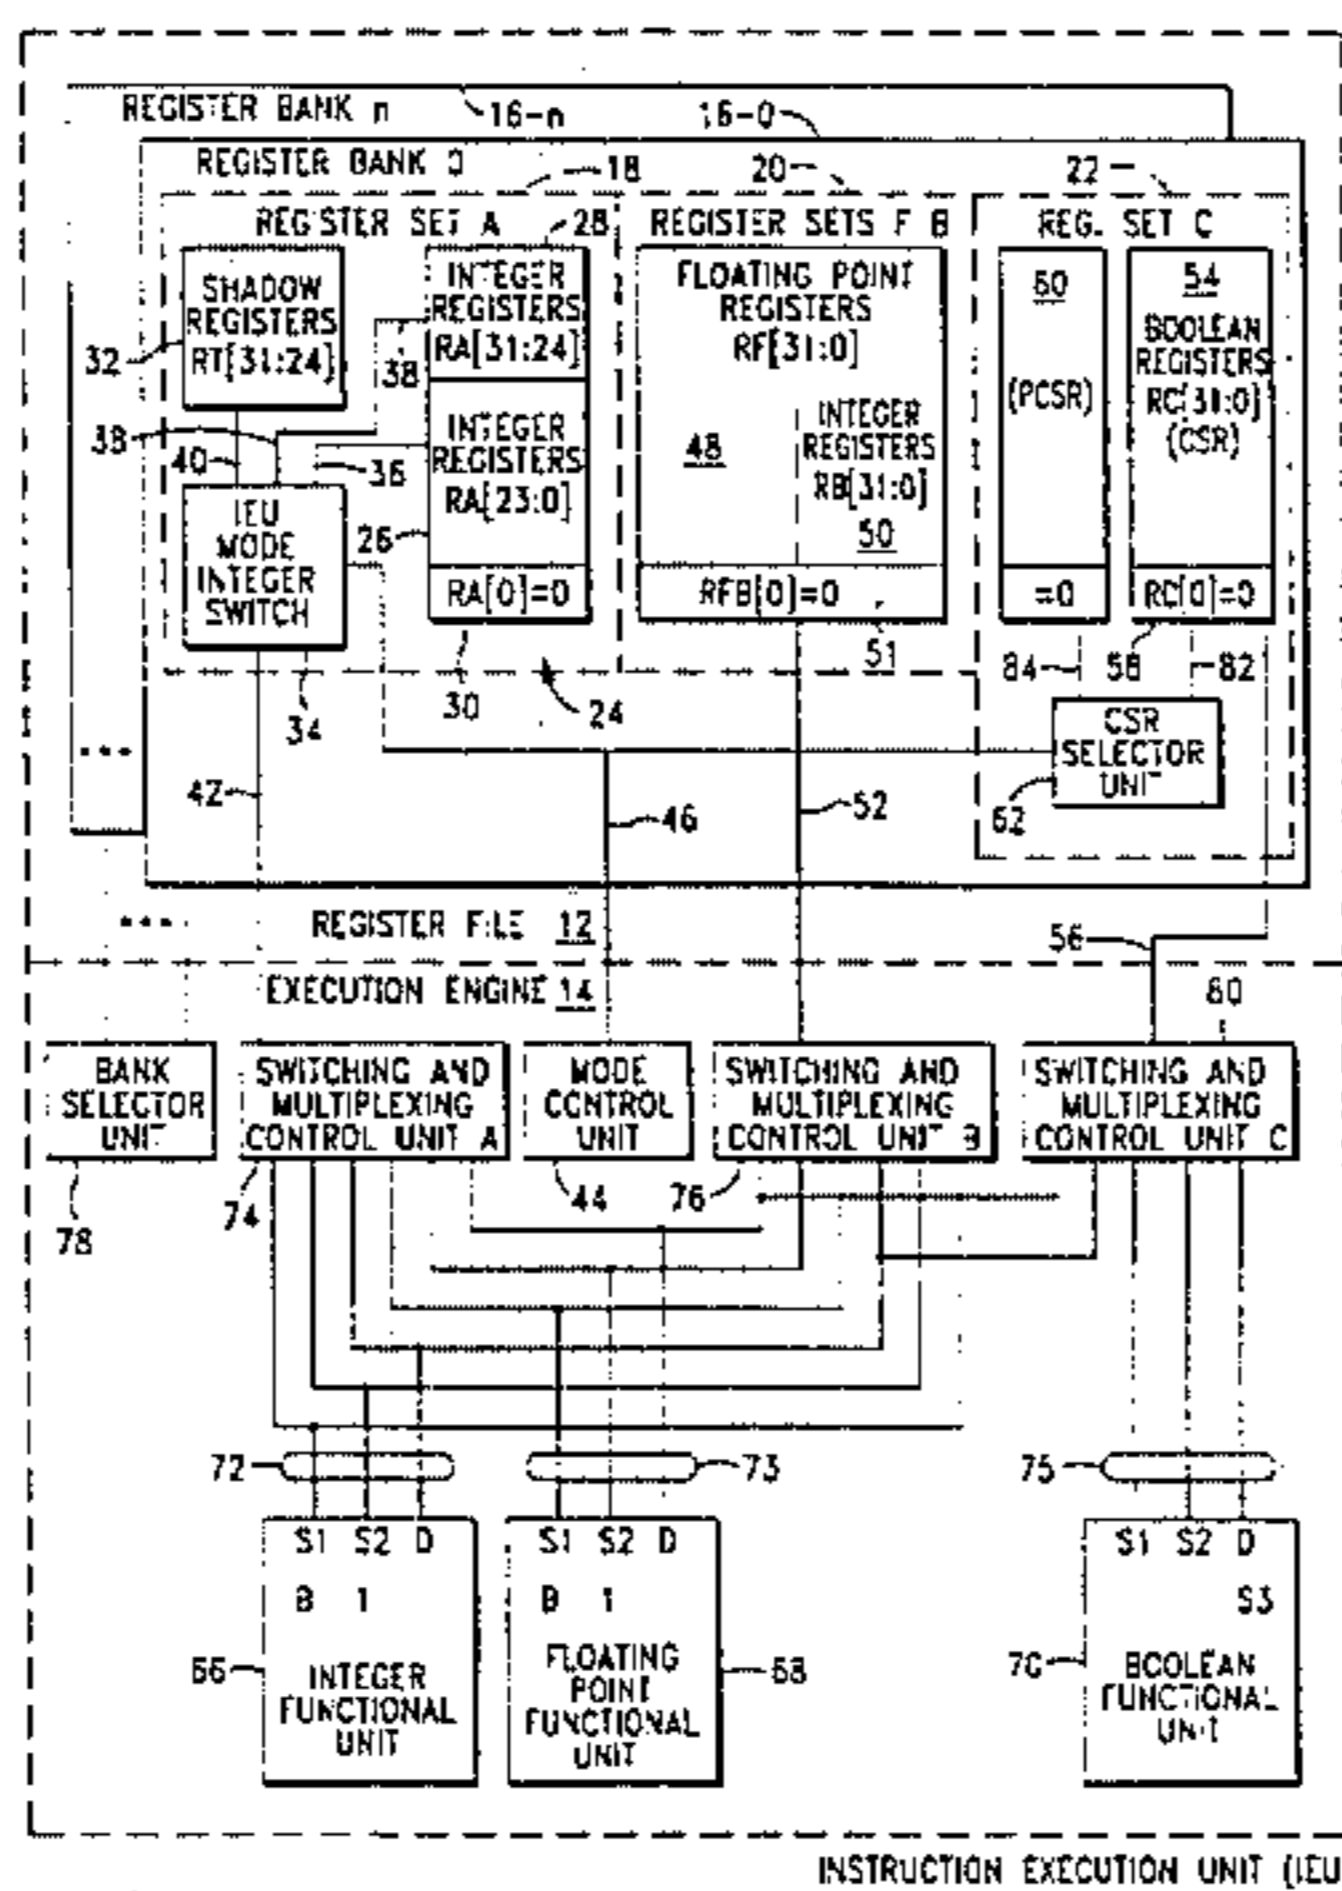 REGISTER BANK n
16-n
16-0
REGISTER BANK 0
18
20
22
REGISTER SET A
28
REGISTER SETS F B
REG. SET C
SHADOW
REGISTERS
RT[31:24]
32
INTEGER
REGISTERS
RA[31:24]
38
FLOATING POINT
REGISTERS
RF[31:0]
60
(PCSR)
54
BOOLEAN
REGISTERS
RC[31:0]
(CSR)
38
40
36
INTEGER
REGISTERS
RA[23:0]
26
48
INTEGER
REGISTERS
RB[31:0]
50
IEU
MODE
INTEGER
SWITCH
RA[0]=0
RFB[0]=0
=0
RC[0]=0
51
84
58
82
34
30
24
CSR
SELECTOR
UNIT
62
42
46
52
...
...
REGISTER FILE 12
56
EXECUTION ENGINE 14
80
BANK
SELECTOR
UNIT
SWITCHING AND
MULTIPLEXING
CONTROL UNIT A
MODE
CONTROL
UNIT
SWITCHING AND
MULTIPLEXING
CONTROL UNIT B
SWITCHING AND
MULTIPLEXING
CONTROL UNIT C
78
74
44
76
72
73
75
S1 S2 D
B 1
INTEGER
FUNCTIONAL
UNIT
66
S1 S2 D
B 1
FLOATING
POINT
FUNCTIONAL
UNIT
68
S1 S2 D
S3
BOOLEAN
FUNCTIONAL
UNIT
70
INSTRUCTION EXECUTION UNIT (IEU